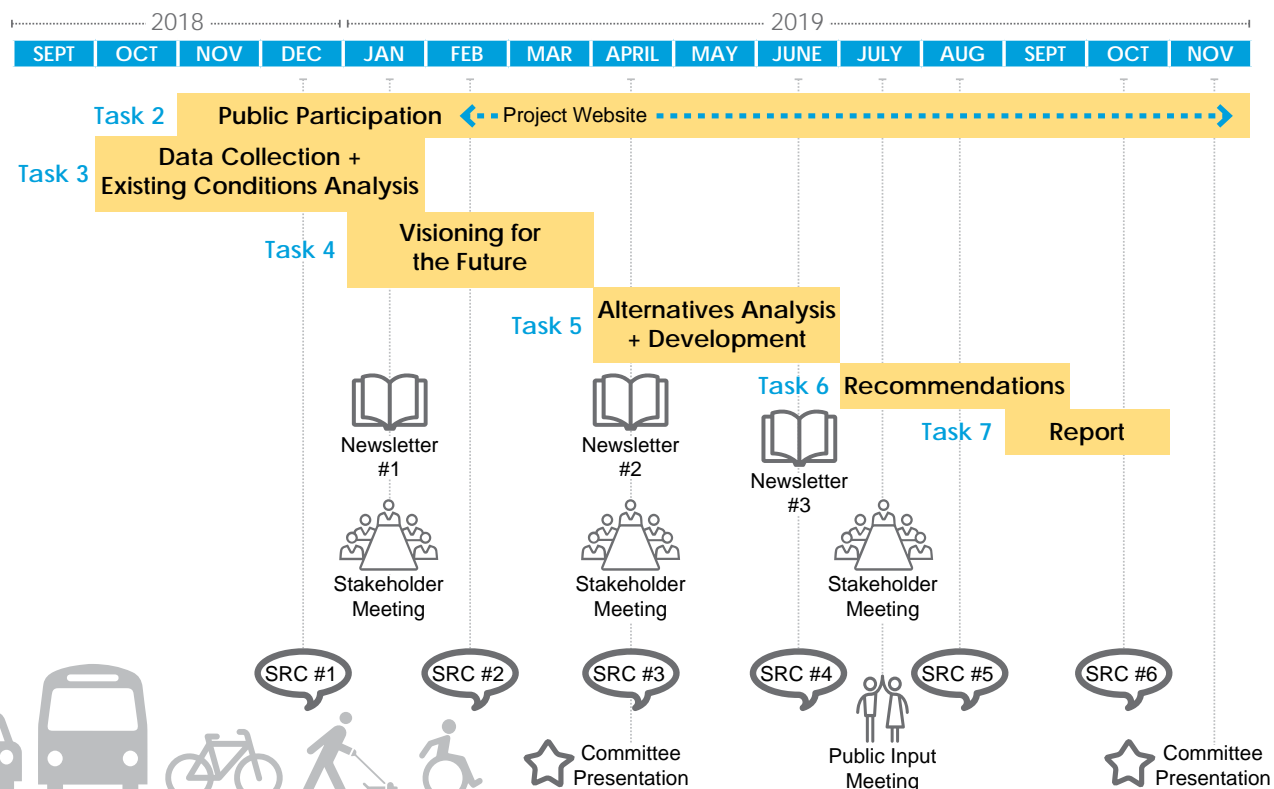 2018
2019
SEPT OCT NOV DEC JAN FEB MAR APRIL MAY JUNE JULY AUG SEPT OCT NOV
Task 2
Public Participation
Project Website
Task 3
Data Collection +
Existing Conditions Analysis
Task 4
Visioning for
the Future
Task 5
Alternatives Analysis
+ Development
Task 6
Recommendations
Task 7
Report
Newsletter
#1
Newsletter
#2
Newsletter
#3
Stakeholder
Meeting
Stakeholder
Meeting
Stakeholder
Meeting
SRC #1
SRC #2
SRC #3
SRC #4
SRC #5
SRC #6
Committee
Presentation
Public Input
Meeting
Committee
Presentation